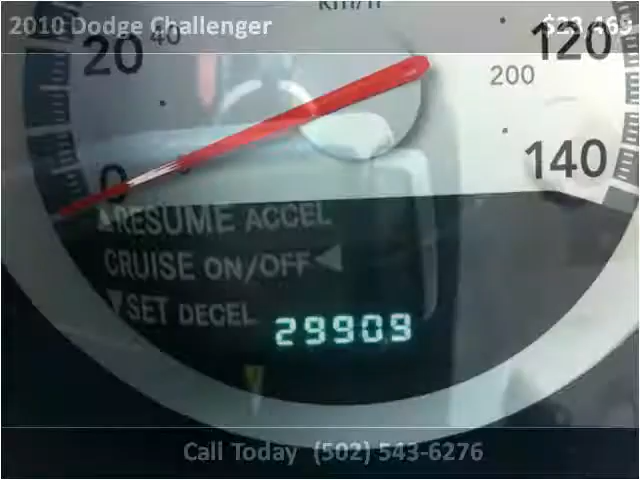 2010 Dodge Challenger
Km/h
20 40
120
200
0
140
▲RESUME ACCEL
CRUISE ON/OFF◀
▼SET DECEL
29909
Call Today (502) 543-6276